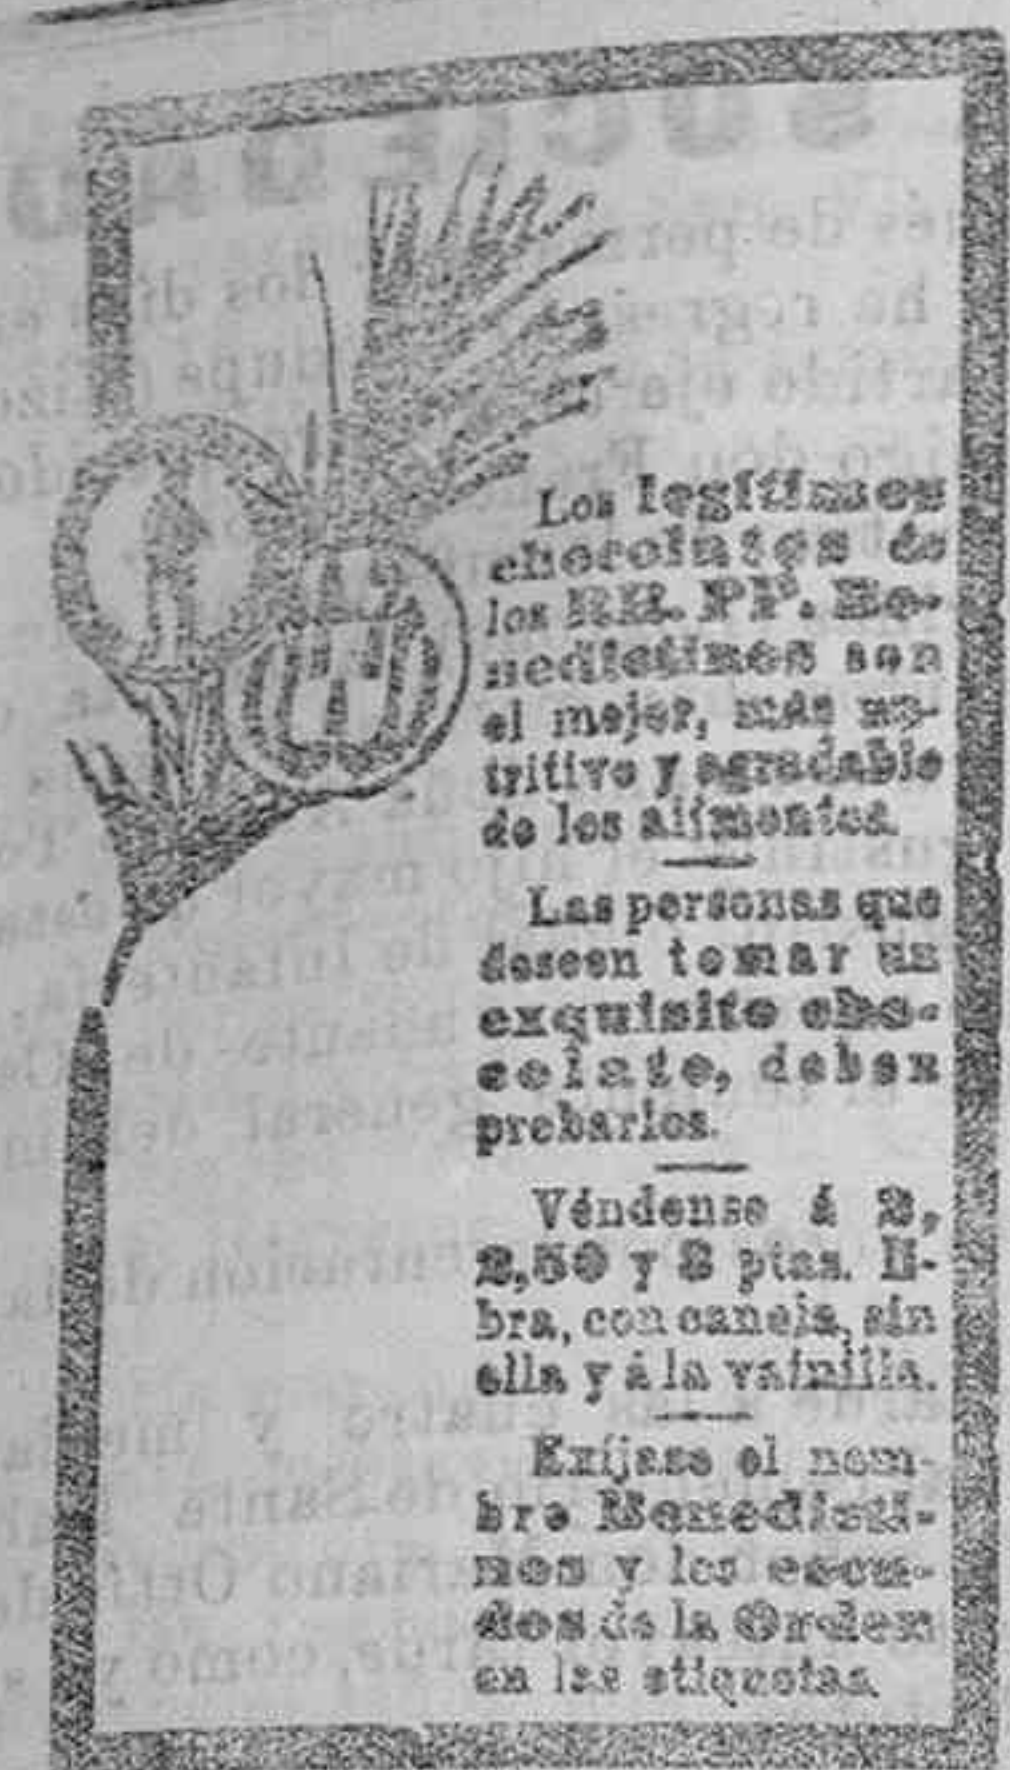 Los legítimos
chocolates de
los RR. PP. Be-
nedictinos son
el mejor, más nu-
tritivo y agradable
de los alimentos.
Las personas que
deseen tomar un
exquisito cho-
colate, deben
probarlos.
Véndense á 2,
2,50 y 3 ptas. li-
bra, con canela, sin
ella y á la vainilla.
Exíjase el nom-
bre Benedicti-
nos y los escu-
dos de la Orden
en las etiquetas.